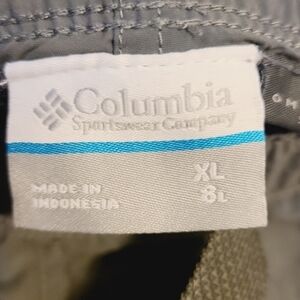 Columbia
Sportswear Company
XL
8L
MADE IN
INDONESIA